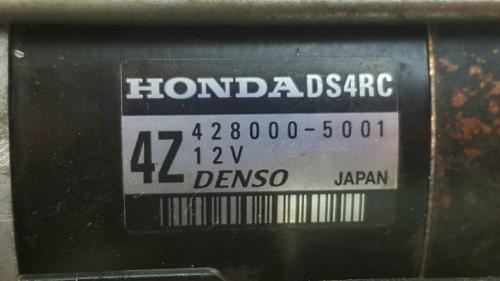 HONDA DS4RC
4Z 428000-5001
12V
DENSO JAPAN